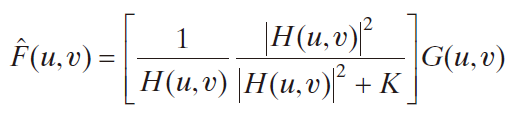 F̂(u,v) = [ 1/H(u,v) |H(u,v)|²/(|H(u,v)|² + K) ] G(u,v)